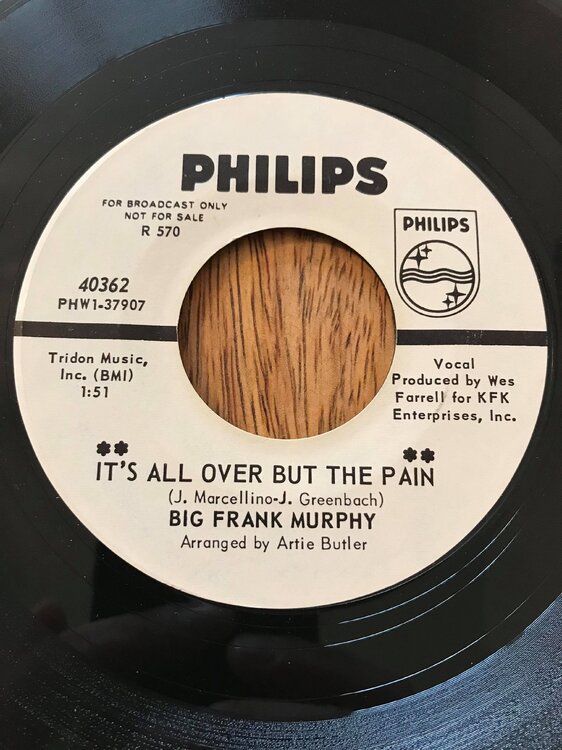 PHILIPS
FOR BROADCAST ONLY
NOT FOR SALE
R 570
PHILIPS
40362
PHW1-37907
Tridon Music,
Inc. (BMI)
1:51
Vocal
Produced by Wes
Farrell for KFK
Enterprises, Inc.
** **
IT'S ALL OVER BUT THE PAIN
(J. Marcellino-J. Greenbach)
BIG FRANK MURPHY
Arranged by Artie Butler